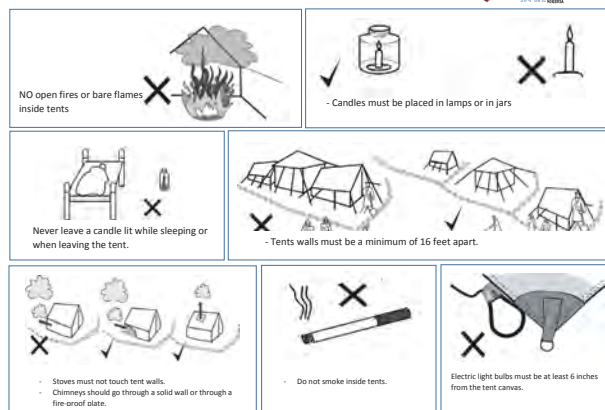 NO open fires or bare flames
inside tents
- Candles must be placed in lamps or in jars
Never leave a candle lit while sleeping or
when leaving the tent.
- Tents walls must be a minimum of 16 feet apart.
- Stoves must not touch tent walls.
- Chimneys should go through a solid wall or through a
fire-proof plate.
- Do not smoke inside tents.
Electric light bulbs must be at least 6 inches
from the tent canvas.